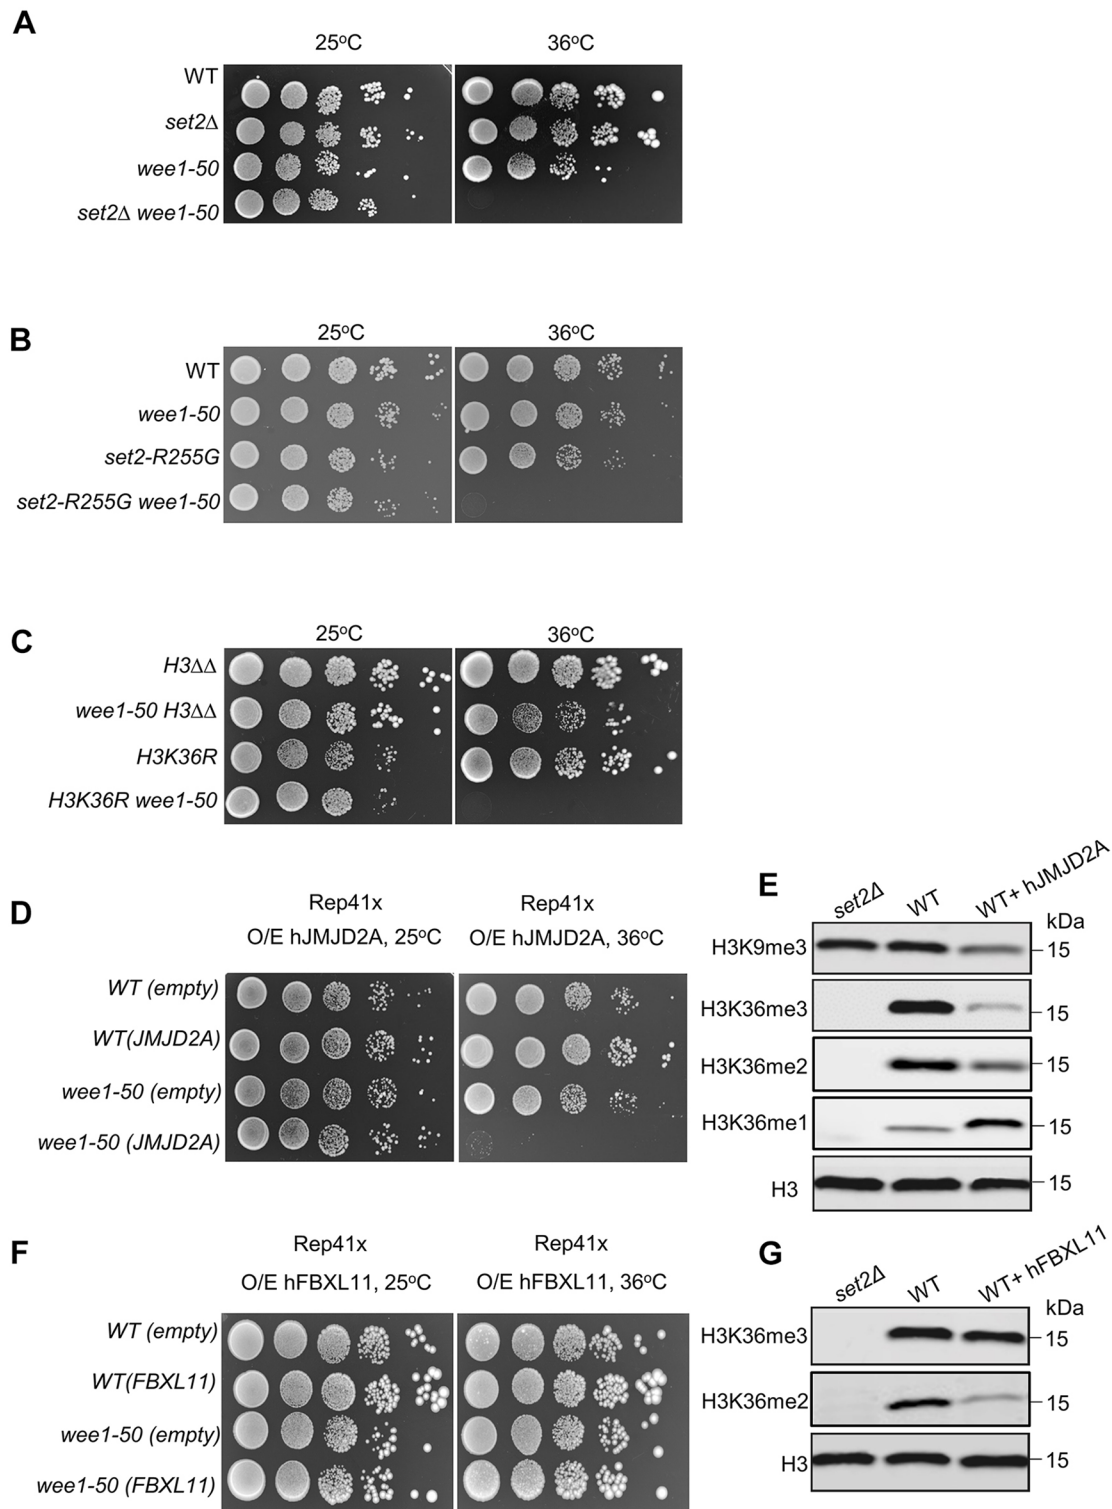 A
25°C 36°C
WT
set2Δ
wee1-50
set2Δ wee1-50
B
25°C 36°C
WT
wee1-50
set2-R255G
set2-R255G wee1-50
C
25°C 36°C
H3ΔΔ
wee1-50 H3ΔΔ
H3K36R
H3K36R wee1-50
D
Rep41x Rep41x
O/E hJMJD2A, 25°C O/E hJMJD2A, 36°C
WT (empty)
WT(JMJD2A)
wee1-50 (empty)
wee1-50 (JMJD2A)
E
set2Δ WT WT+ hJMJD2A
kDa
H3K9me3 15
H3K36me3 15
H3K36me2 15
H3K36me1 15
H3 15
F
Rep41x Rep41x
O/E hFBXL11, 25°C O/E hFBXL11, 36°C
WT (empty)
WT(FBXL11)
wee1-50 (empty)
wee1-50 (FBXL11)
G
set2Δ WT WT+ hFBXL11
kDa
H3K36me3 15
H3K36me2 15
H3 15